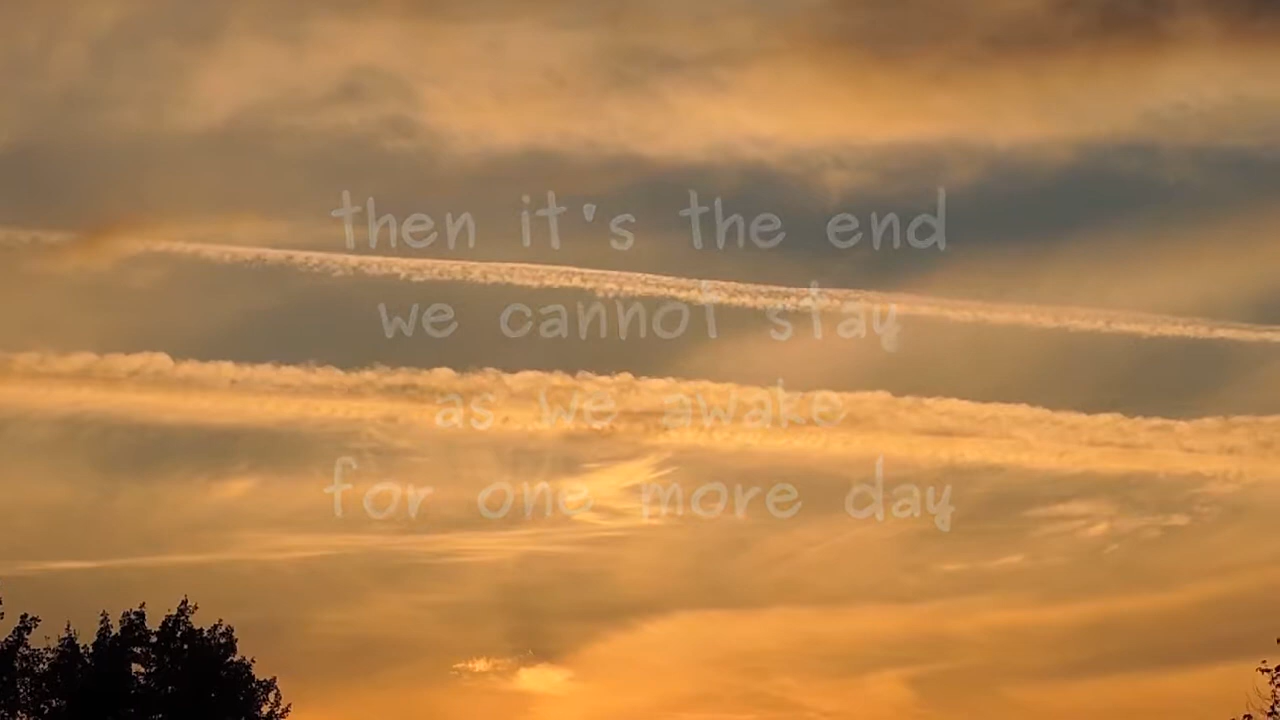 then it's the end
we cannot stay
as we awake
for one more day